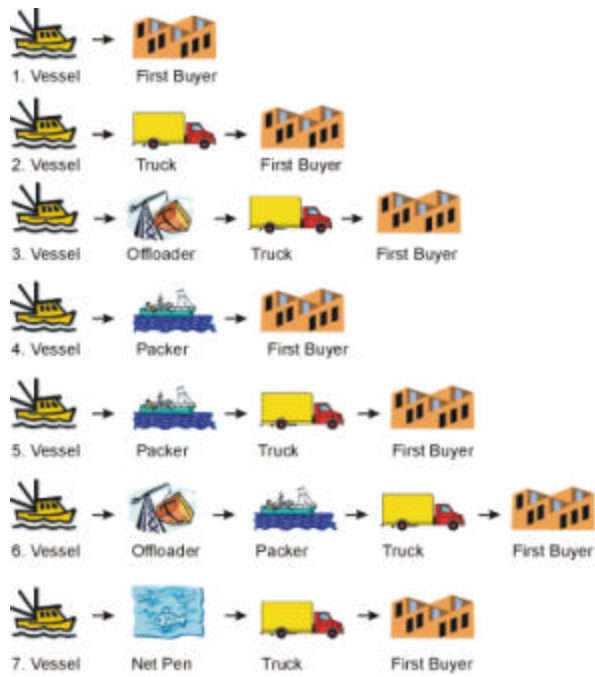 1. Vessel First Buyer
2. Vessel Truck First Buyer
3. Vessel Offloader Truck First Buyer
4. Vessel Packer First Buyer
5. Vessel Packer Truck First Buyer
6. Vessel Offloader Packer Truck First Buyer
7. Vessel Net Pen Truck First Buyer